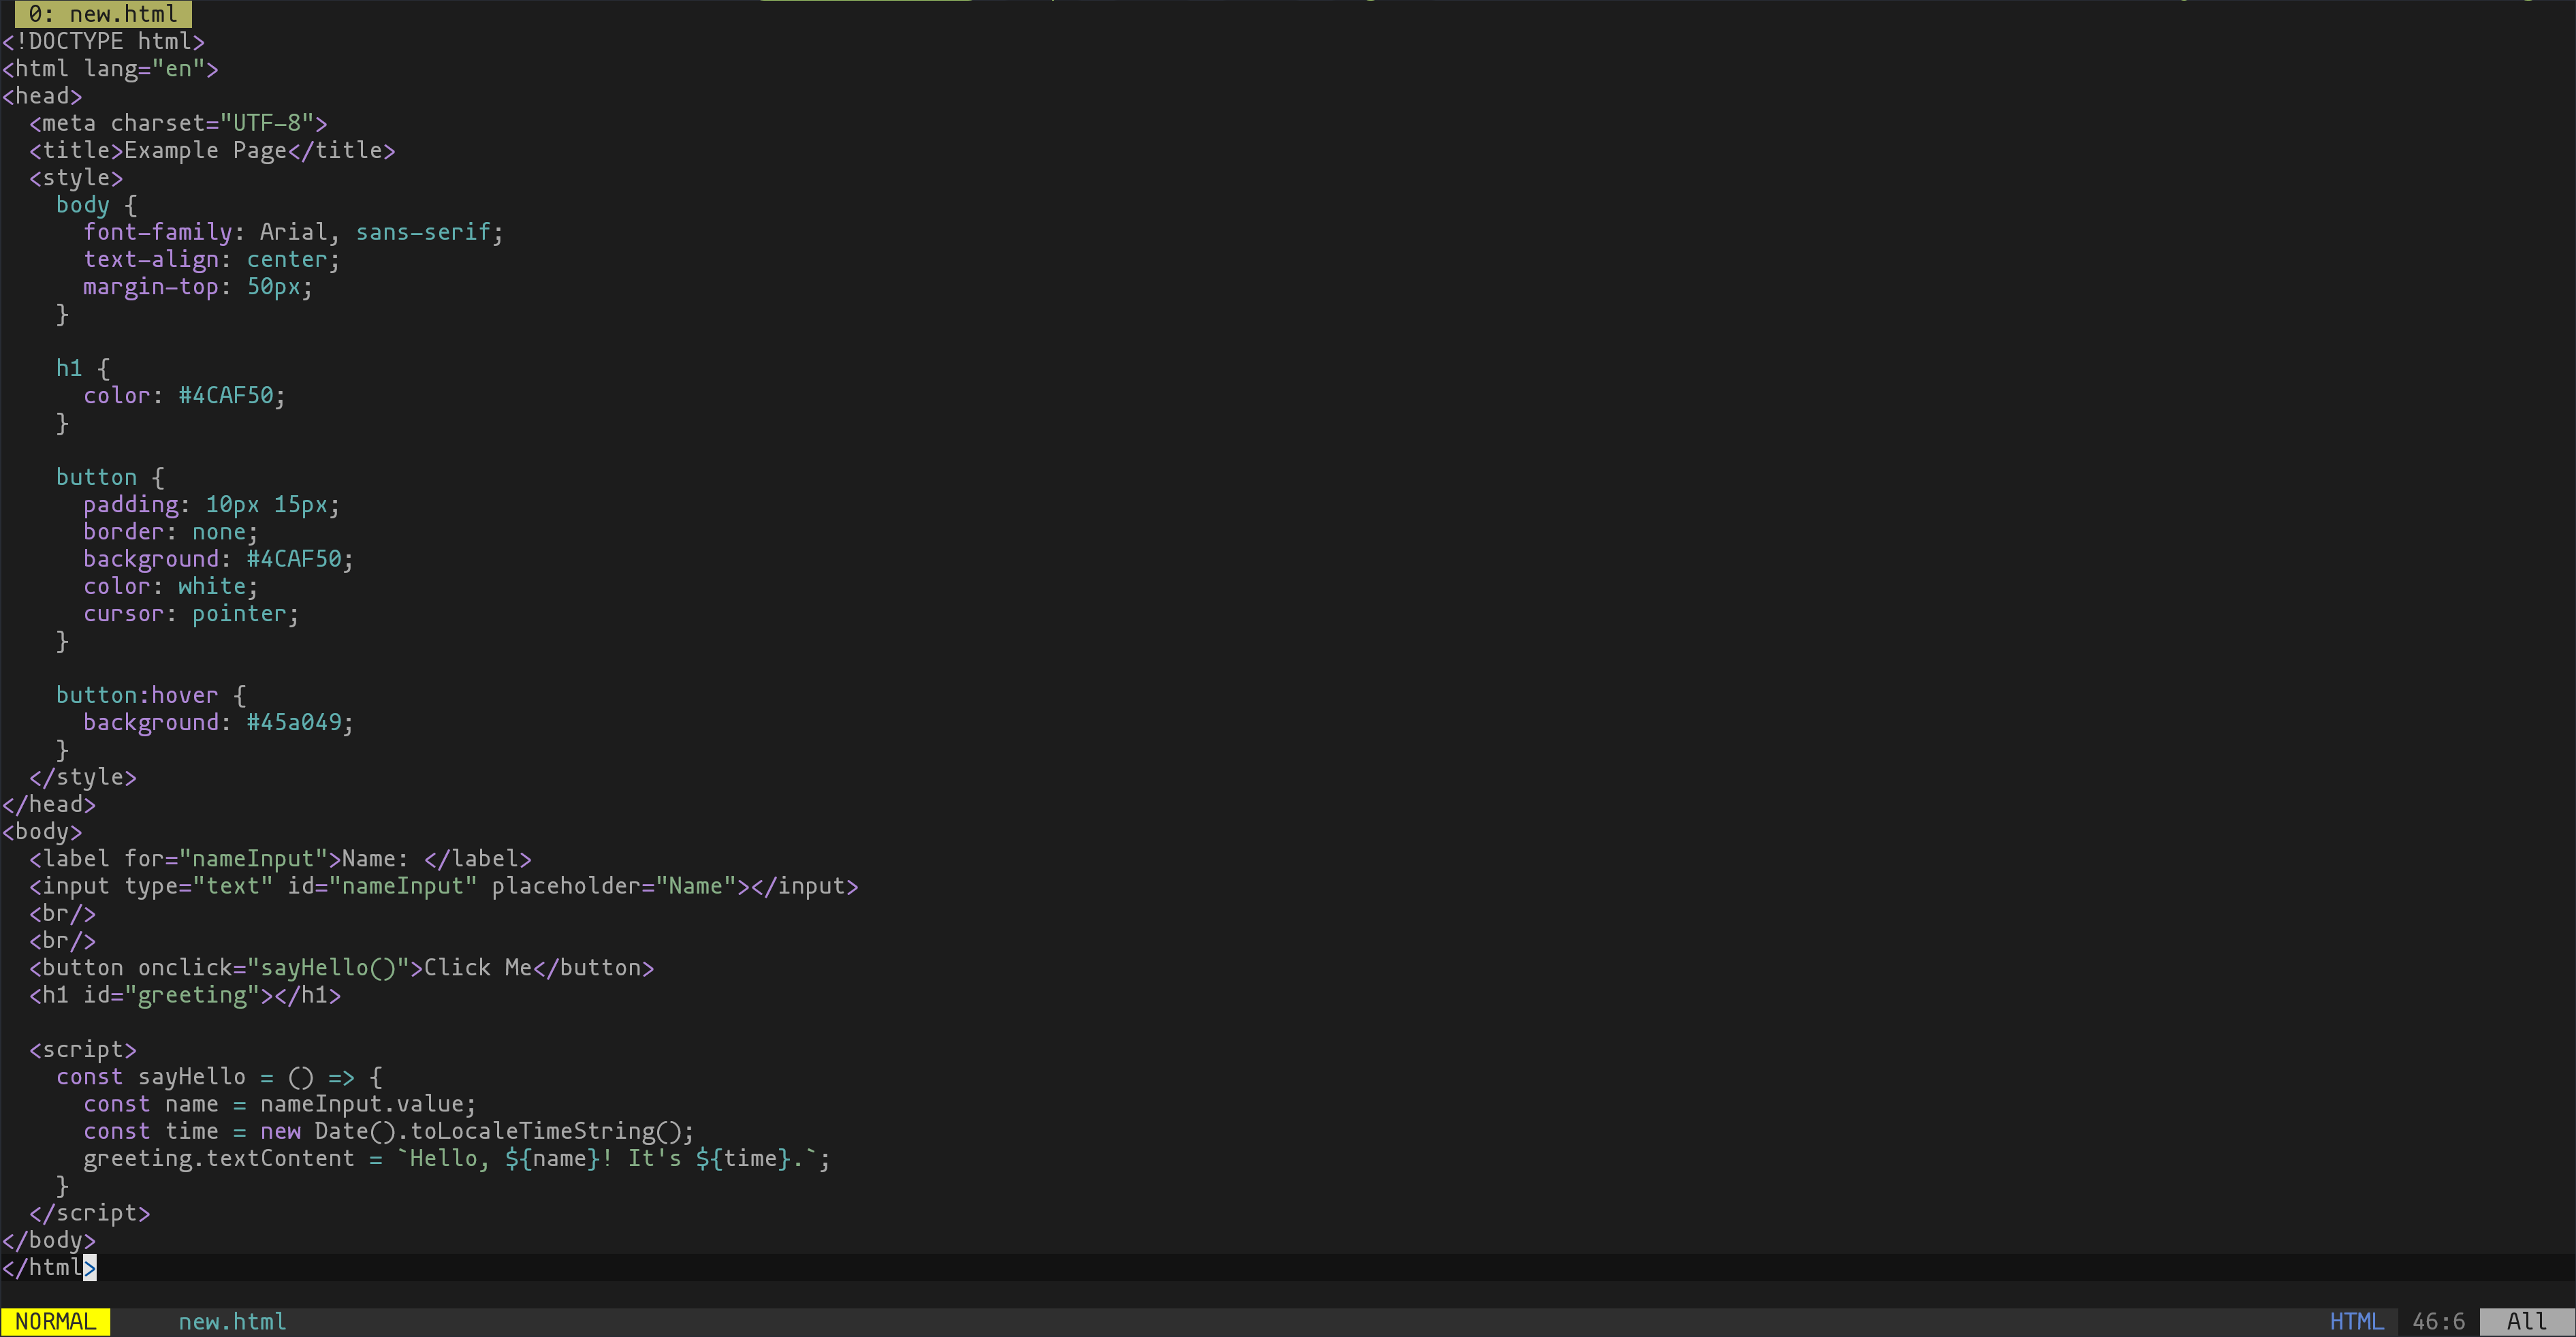 0: new.html
<!DOCTYPE html>
<html lang="en">
<head>
  <meta charset="UTF-8">
  <title>Example Page</title>
  <style>
    body {
      font-family: Arial, sans-serif;
      text-align: center;
      margin-top: 50px;
    }

    h1 {
      color: #4CAF50;
    }

    button {
      padding: 10px 15px;
      border: none;
      background: #4CAF50;
      color: white;
      cursor: pointer;
    }

    button:hover {
      background: #45a049;
    }
  </style>
</head>
<body>
  <label for="nameInput">Name: </label>
  <input type="text" id="nameInput" placeholder="Name"></input>
  <br/>
  <br/>
  <button onclick="sayHello()">Click Me</button>
  <h1 id="greeting"></h1>

  <script>
    const sayHello = () => {
      const name = nameInput.value;
      const time = new Date().toLocaleTimeString();
      greeting.textContent = `Hello, ${name}! It's ${time}.`;
    }
  </script>
</body>
</html>
NORMAL new.html HTML 46:6 All